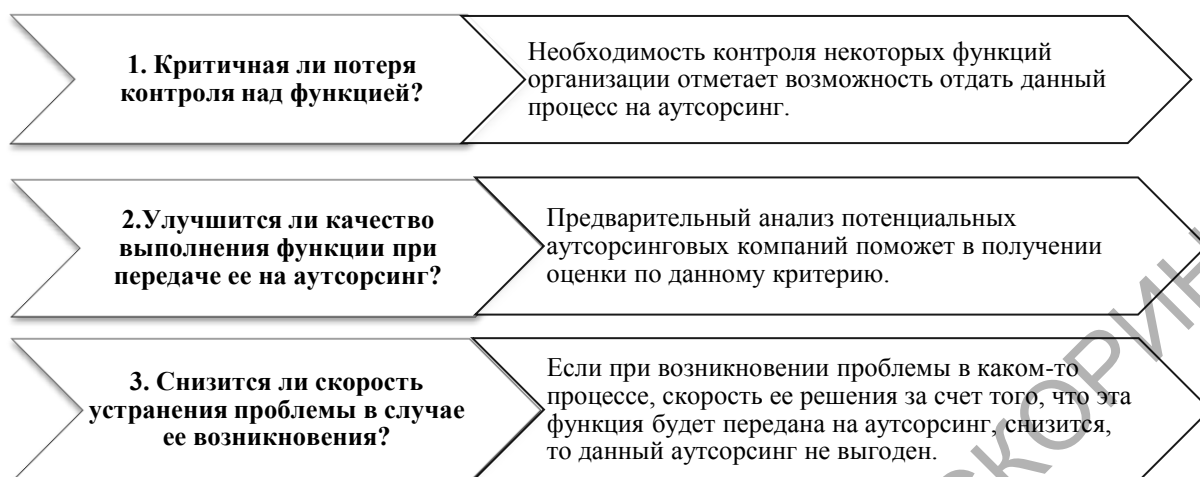 1. Критичная ли потеря
контроля над функцией?
Необходимость контроля некоторых функций
организации отметает возможность отдать данный
процесс на аутсорсинг.
2.Улучшится ли качество
выполнения функции при
передаче ее на аутсорсинг?
Предварительный анализ потенциальных
аутсорсинговых компаний поможет в получении
оценки по данному критерию.
3. Снизится ли скорость
устранения проблемы в случае
ее возникновения?
Если при возникновении проблемы в каком-то
процессе, скорость ее решения за счет того, что эта
функция будет передана на аутсорсинг, снизится,
то данный аутсорсинг не выгоден.